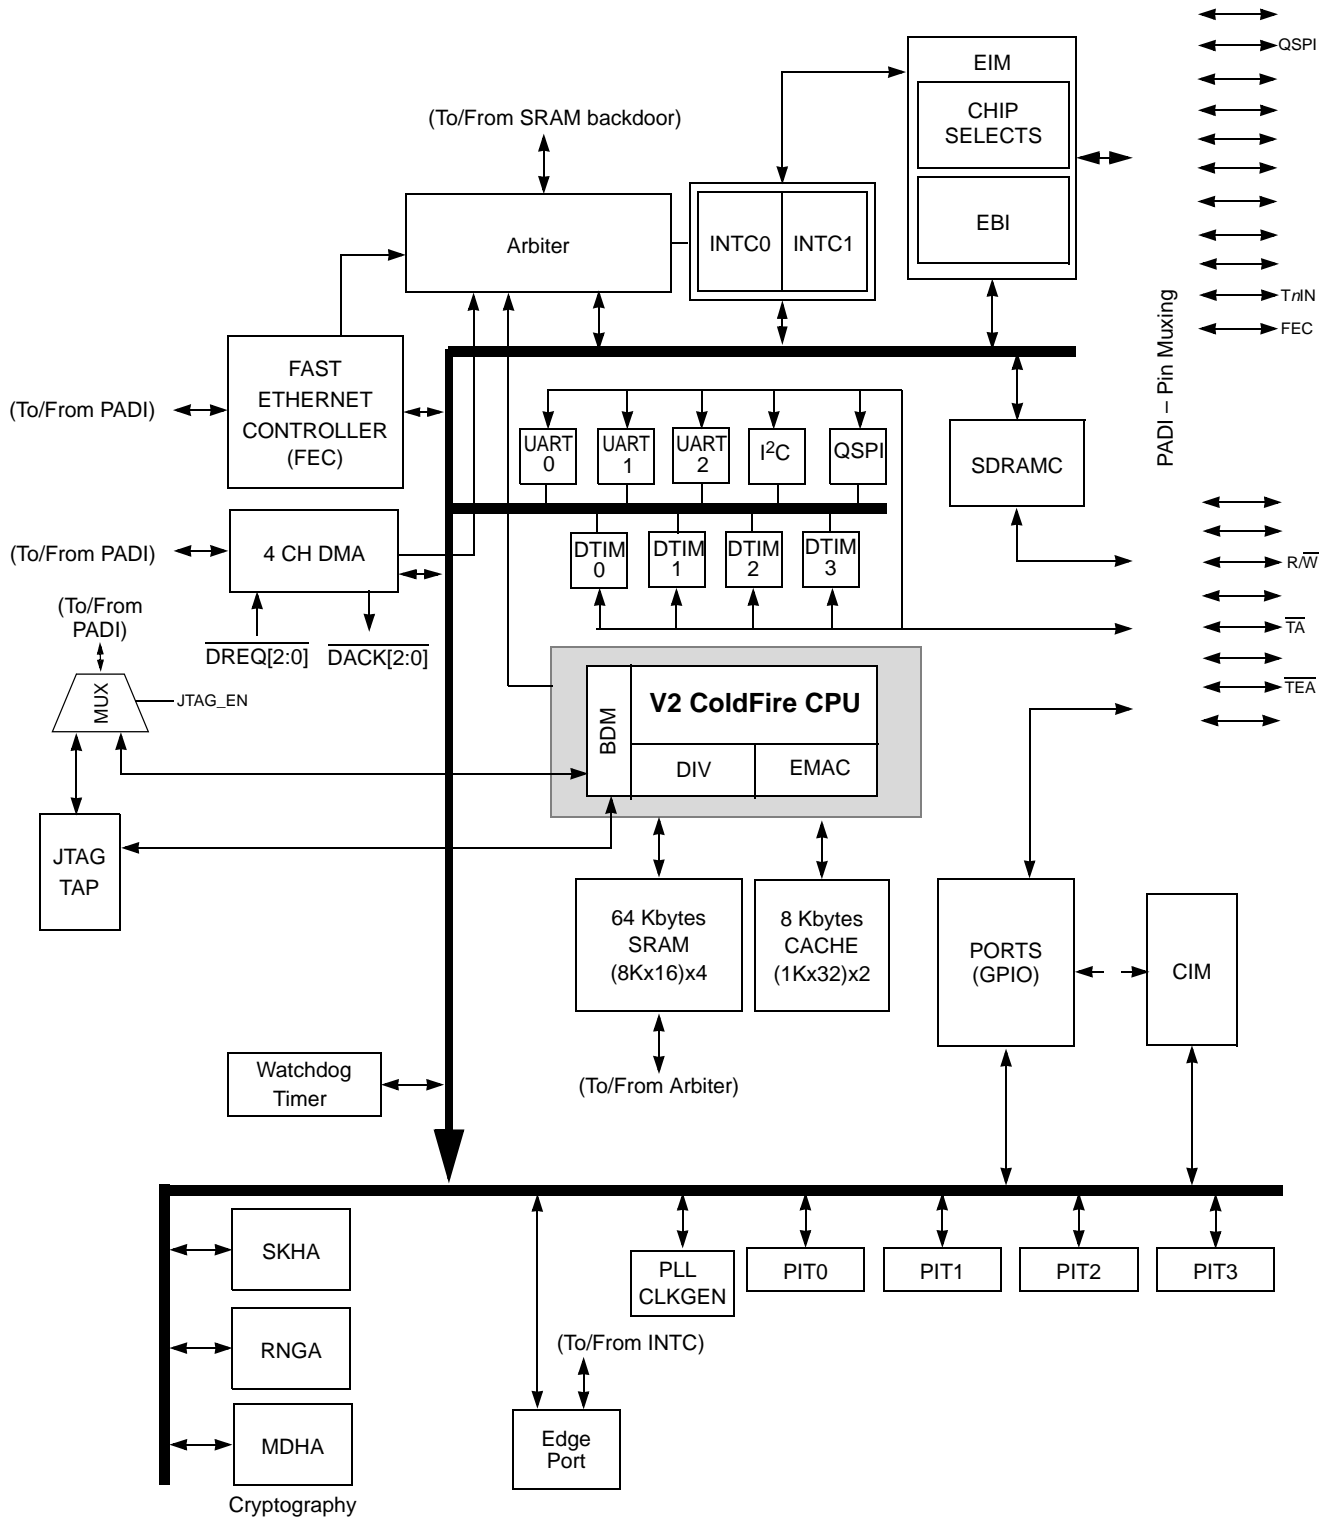 QSPI
EIM
CHIP
SELECTS
EBI
(To/From SRAM backdoor)
Arbiter
INTC0
INTC1
TnIN
FEC
PADI – Pin Muxing
FAST
ETHERNET
CONTROLLER
(FEC)
(To/From PADI)
UART
0
UART
1
UART
2
I²C
QSPI
SDRAMC
4 CH DMA
(To/From PADI)
DTIM
0
DTIM
1
DTIM
2
DTIM
3
R/W̅
(To/From
PADI)
D̅R̅E̅Q̅[̅2̅:̅0̅]̅
D̅A̅C̅K̅[̅2̅:̅0̅]̅
T̅A̅
T̅E̅A̅
MUX
JTAG_EN
BDM
V2 ColdFire CPU
DIV
EMAC
JTAG
TAP
64 Kbytes
SRAM
(8Kx16)x4
8 Kbytes
CACHE
(1Kx32)x2
PORTS
(GPIO)
CIM
Watchdog
Timer
(To/From Arbiter)
SKHA
PLL
CLKGEN
PIT0
PIT1
PIT2
PIT3
RNGA
(To/From INTC)
MDHA
Edge
Port
Cryptography